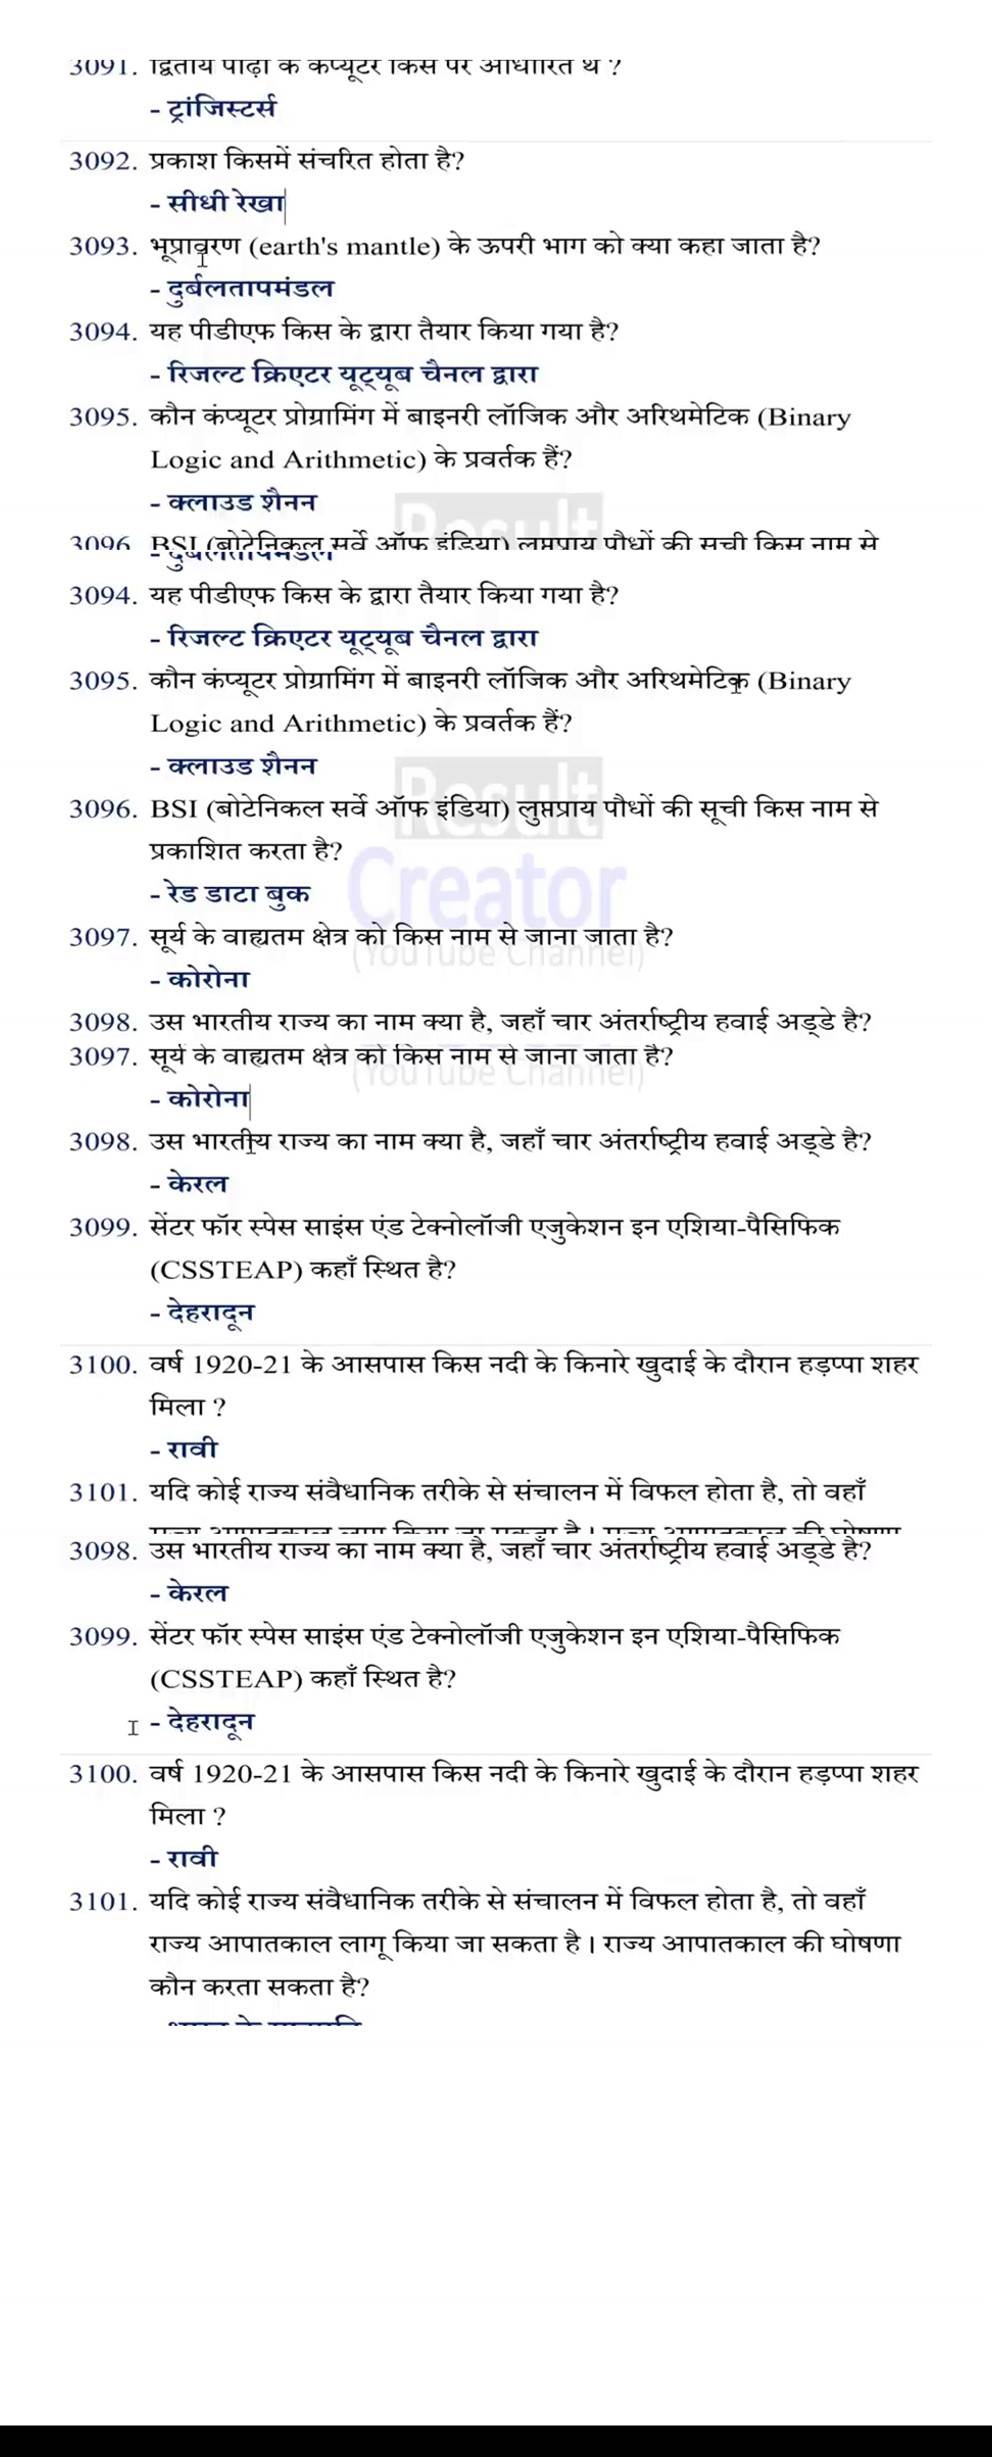 3091. द्वितीय पीढ़ी के कंप्यूटर किस पर आधारित थे ?
- ट्रांजिस्टर्स
3092. प्रकाश किसमें संचरित होता है?
- सीधी रेखा
3093. भूप्रावरण (earth's mantle) के ऊपरी भाग को क्या कहा जाता है?
- दुर्बलतापमंडल
3094. यह पीडीएफ किस के द्वारा तैयार किया गया है?
- रिजल्ट क्रिएटर यूट्यूब चैनल द्वारा
3095. कौन कंप्यूटर प्रोग्रामिंग में बाइनरी लॉजिक और अरिथमेटिक (Binary
Logic and Arithmetic) के प्रवर्तक हैं?
- क्लाउड शैनन
Result
3096 BSI (बोटेनिकल सर्वे ऑफ इंडिया) लुप्तप्राय पौधों की सूची किस नाम से
- दुर्बलतापमंडल
3094. यह पीडीएफ किस के द्वारा तैयार किया गया है?
- रिजल्ट क्रिएटर यूट्यूब चैनल द्वारा
3095. कौन कंप्यूटर प्रोग्रामिंग में बाइनरी लॉजिक और अरिथमेटिक (Binary
Logic and Arithmetic) के प्रवर्तक हैं?
- क्लाउड शैनन
Result
3096. BSI (बोटेनिकल सर्वे ऑफ इंडिया) लुप्तप्राय पौधों की सूची किस नाम से
प्रकाशित करता है?
- रेड डाटा बुक
Creator
3097. सूर्य के वाह्यतम क्षेत्र को किस नाम से जाना जाता है?
(YouTube Channel)
- कोरोना
3098. उस भारतीय राज्य का नाम क्या है, जहाँ चार अंतर्राष्ट्रीय हवाई अड्डे है?
3097. सूर्य के वाह्यतम क्षेत्र को किस नाम से जाना जाता है?
(YouTube Channel)
- कोरोना
3098. उस भारतीय राज्य का नाम क्या है, जहाँ चार अंतर्राष्ट्रीय हवाई अड्डे है?
- केरल
3099. सेंटर फॉर स्पेस साइंस एंड टेक्नोलॉजी एजुकेशन इन एशिया-पैसिफिक
(CSSTEAP) कहाँ स्थित है?
- देहरादून
3100. वर्ष 1920-21 के आसपास किस नदी के किनारे खुदाई के दौरान हड़प्पा शहर
मिला ?
- रावी
3101. यदि कोई राज्य संवैधानिक तरीके से संचालन में विफल होता है, तो वहाँ
3098. उस भारतीय राज्य का नाम क्या है, जहाँ चार अंतर्राष्ट्रीय हवाई अड्डे है?
- केरल
3099. सेंटर फॉर स्पेस साइंस एंड टेक्नोलॉजी एजुकेशन इन एशिया-पैसिफिक
(CSSTEAP) कहाँ स्थित है?
- देहरादून
3100. वर्ष 1920-21 के आसपास किस नदी के किनारे खुदाई के दौरान हड़प्पा शहर
मिला ?
- रावी
3101. यदि कोई राज्य संवैधानिक तरीके से संचालन में विफल होता है, तो वहाँ
राज्य आपातकाल लागू किया जा सकता है। राज्य आपातकाल की घोषणा
कौन करता सकता है?